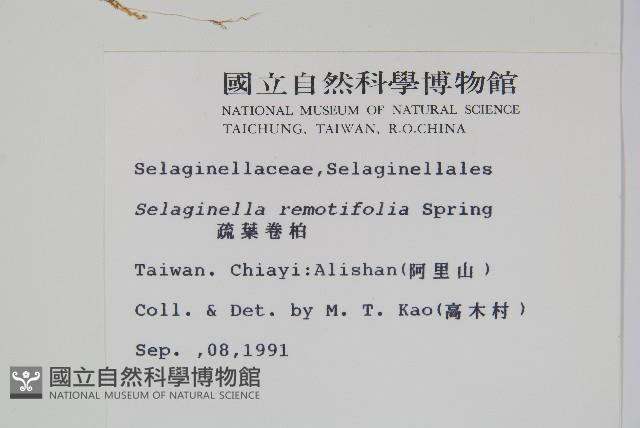 國立自然科學博物館
NATIONAL MUSEUM OF NATURAL SCIENCE
TAICHUNG, TAIWAN, R.O.CHINA
Selaginellaceae,Selaginellales
Selaginella remotifolia Spring
疏葉卷柏
Taiwan. Chiayi:Alishan(阿里山)
Coll. & Det. by M. T. Kao(高木村)
Sep. ,08,1991
國立自然科學博物館
NATIONAL MUSEUM OF NATURAL SCIENCE